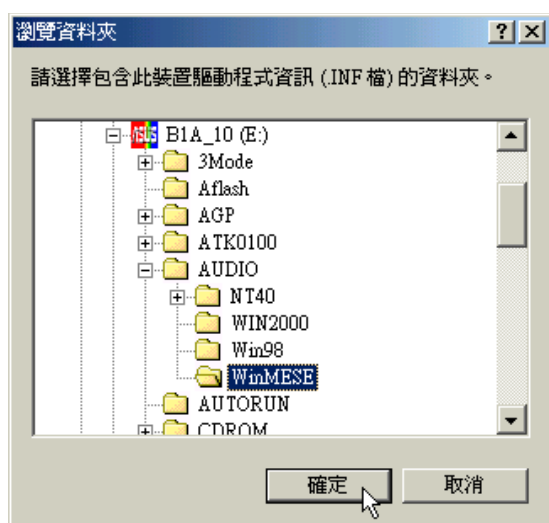 瀏覽資料夾
請選擇包含此裝置驅動程式資訊 (.INF 檔) 的資料夾。
B1A_10 (E:)
3Mode
Aflash
AGP
ATK0100
AUDIO
NT40
WIN2000
Win98
WinMESE
AUTORUN
CDROM
確定
取消